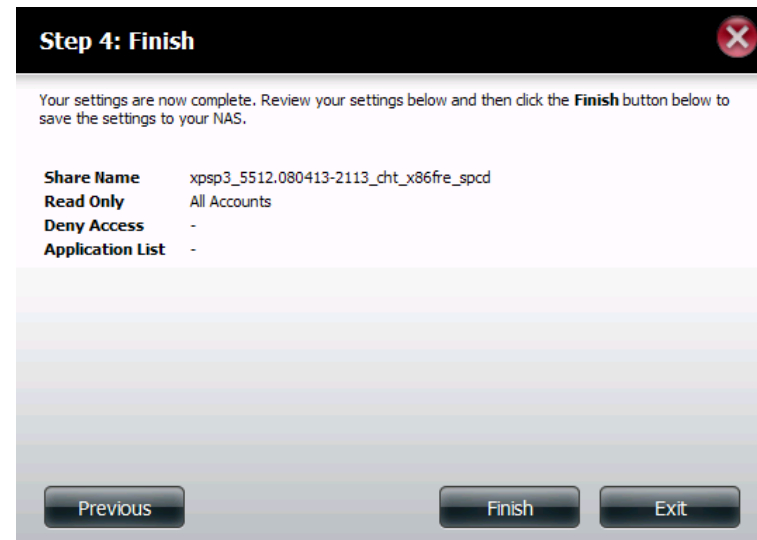 Step 4: Finish
Your settings are now complete. Review your settings below and then click the Finish button below to
save the settings to your NAS.
Share Name xpsp3_5512.080413-2113_cht_x86fre_spcd
Read Only All Accounts
Deny Access -
Application List -
Previous Finish Exit